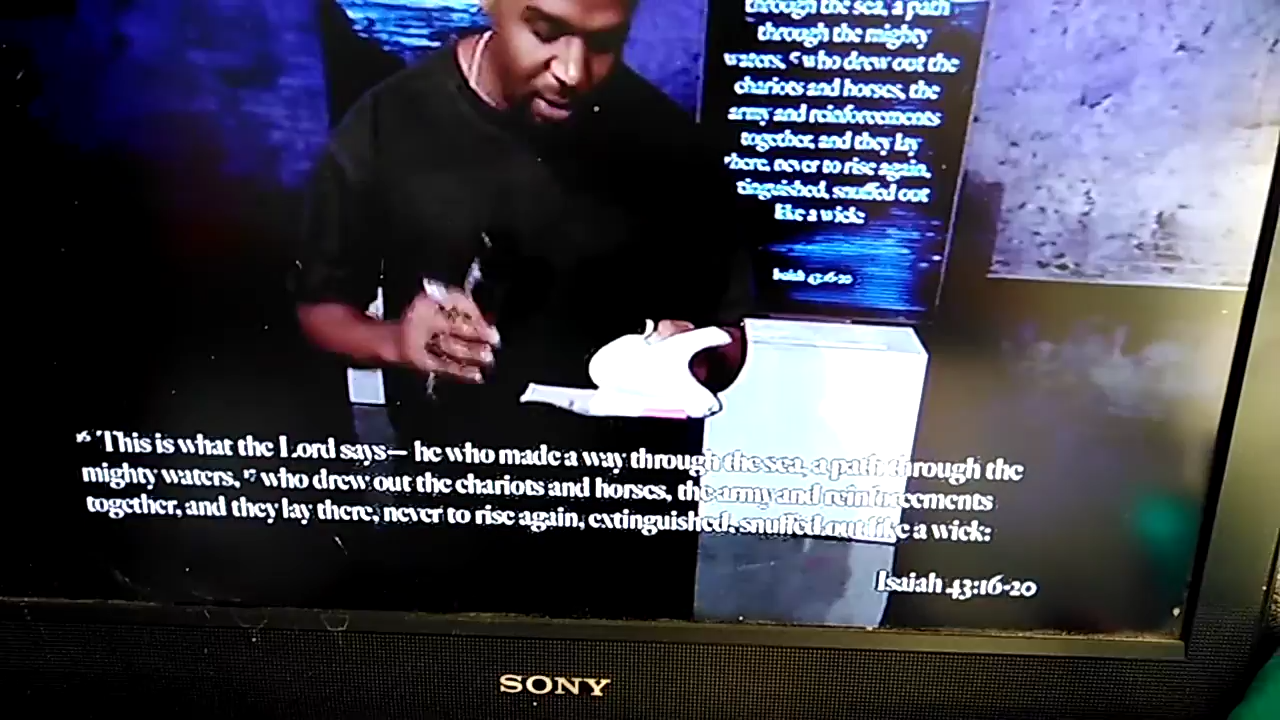 through the sea, a path
through the mighty
waters, ¹⁷ who drew out the
chariots and horses, the
army and reinforcements
together, and they lay
there, never to rise again,
tinguished, snuffed out
like a wick:
Isaiah 43:16-20
¹⁶ "This is what the Lord says— he who made a way through the sea, a path through the
mighty waters, ¹⁷ who drew out the chariots and horses, the army and reinforcements
together, and they lay there, never to rise again, extinguished, snuffed out like a wick:
Isaiah 43:16-20
SONY